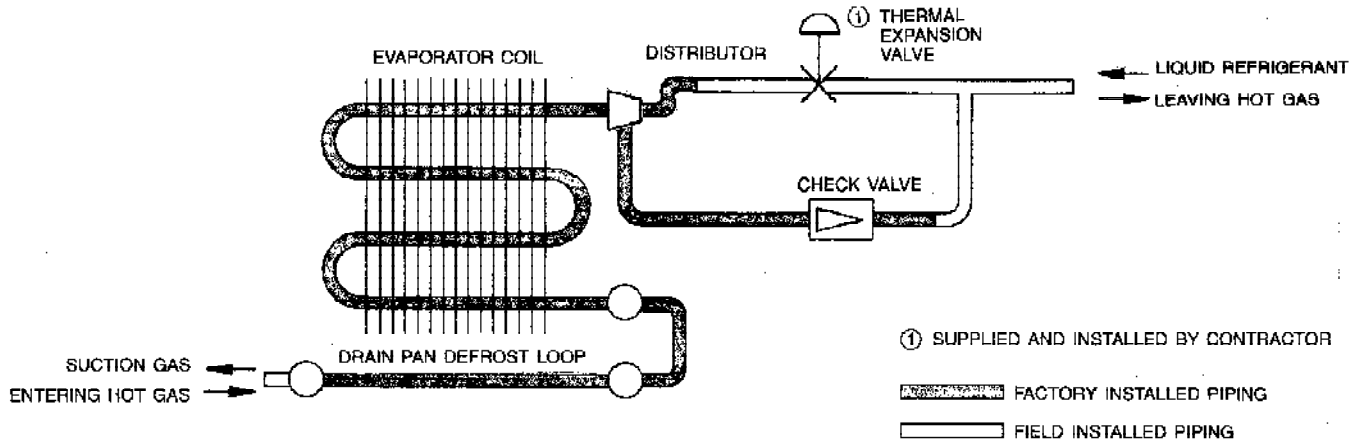 ① THERMAL
EXPANSION
VALVE
DISTRIBUTOR
EVAPORATOR COIL
LIQUID REFRIGERANT
LEAVING HOT GAS
CHECK VALVE
① SUPPLIED AND INSTALLED BY CONTRACTOR
DRAIN PAN DEFROST LOOP
SUCTION GAS
ENTERING HOT GAS
FACTORY INSTALLED PIPING
FIELD INSTALLED PIPING